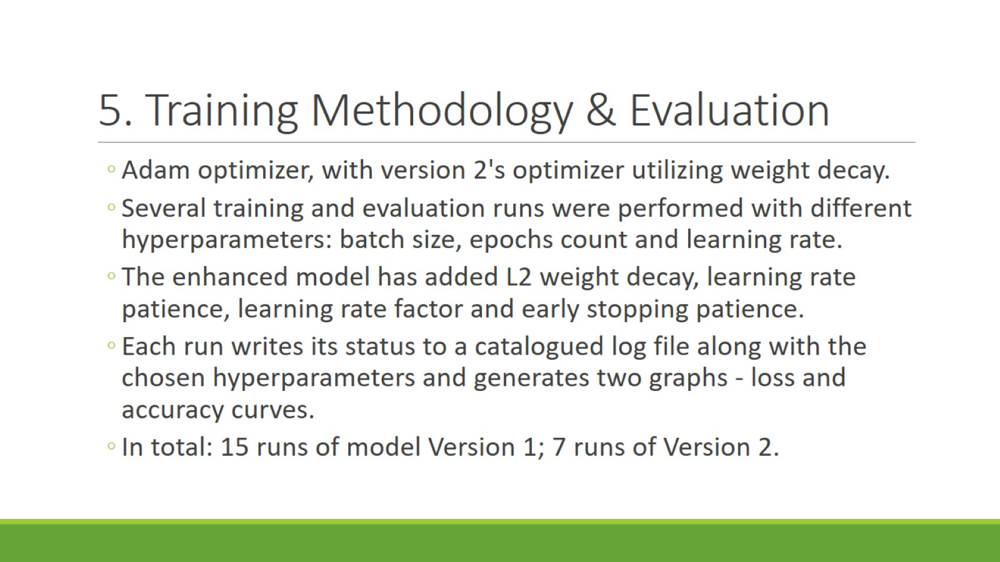 5. Training Methodology & Evaluation
◦ Adam optimizer, with version 2's optimizer utilizing weight decay.
◦ Several training and evaluation runs were performed with different
hyperparameters: batch size, epochs count and learning rate.
◦ The enhanced model has added L2 weight decay, learning rate
patience, learning rate factor and early stopping patience.
◦ Each run writes its status to a catalogued log file along with the
chosen hyperparameters and generates two graphs - loss and
accuracy curves.
◦ In total: 15 runs of model Version 1; 7 runs of Version 2.